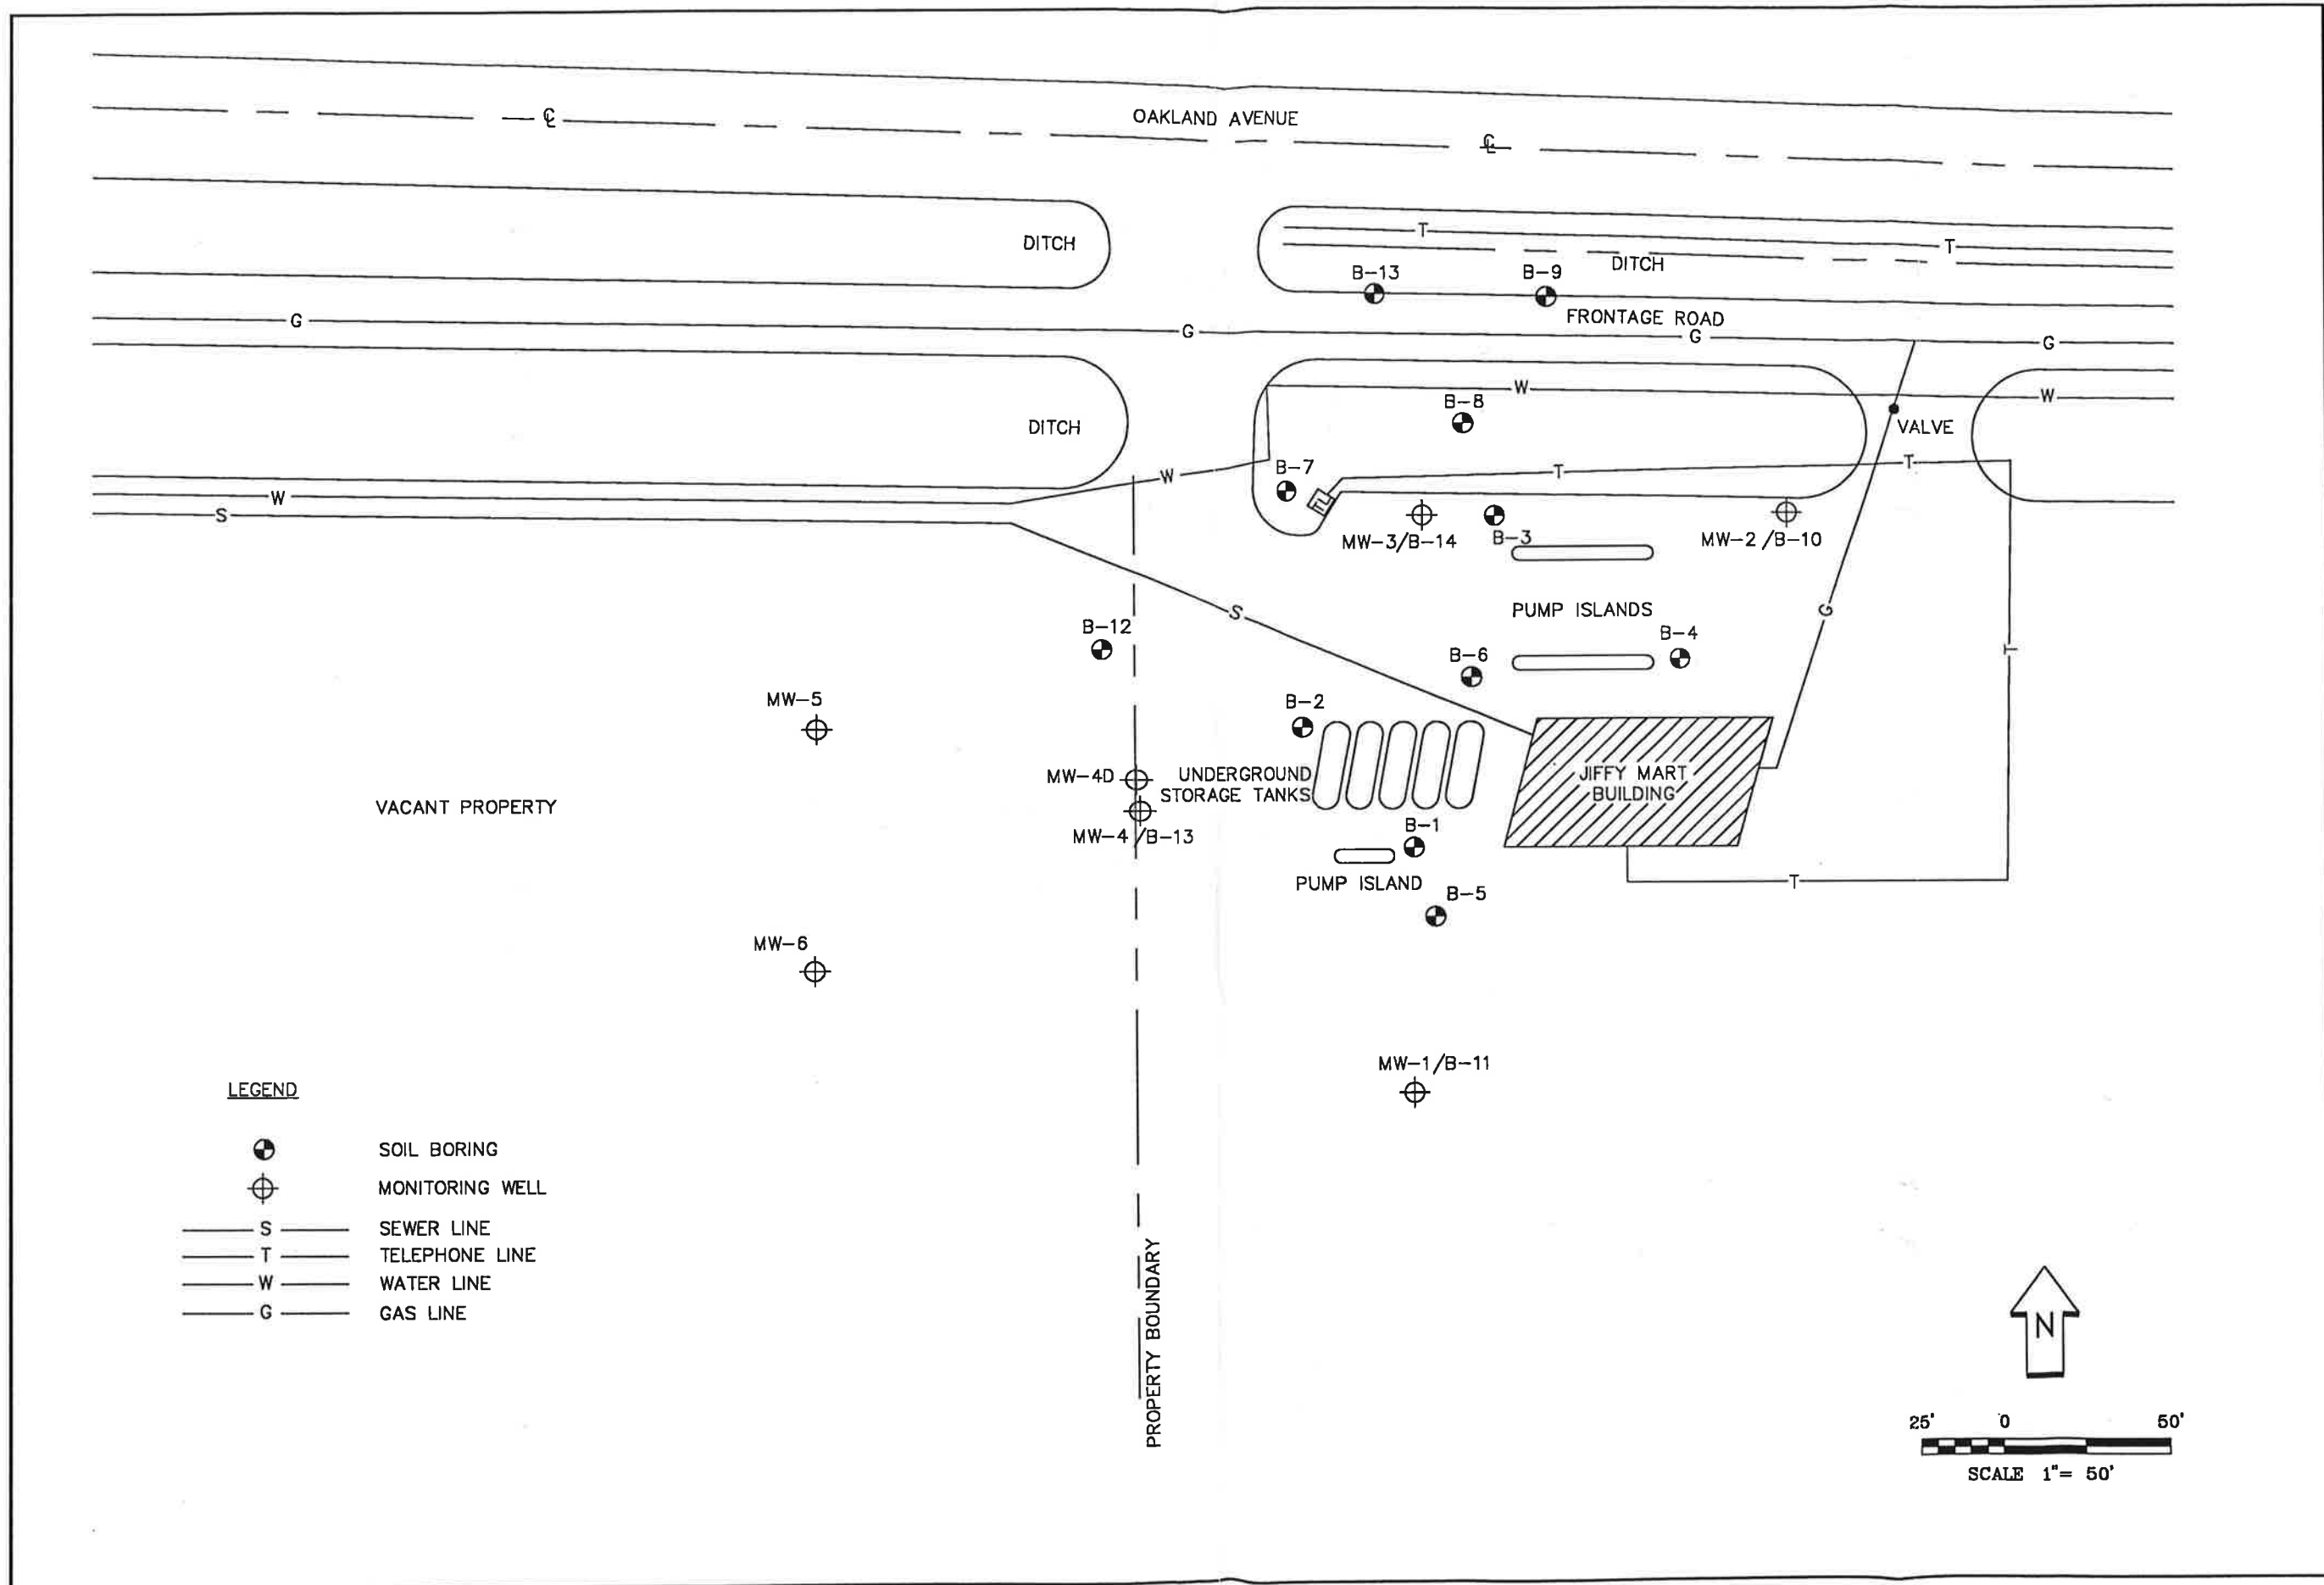 ℄
OAKLAND AVENUE
℄
DITCH
T
T
DITCH
B-13
B-9
FRONTAGE ROAD
G
G
G
G
W
W
B-8
DITCH
VALVE
W
B-7
T
T
W
S
TEL
MW-3/B-14
B-3
MW-2 /B-10
S
PUMP ISLANDS
G
B-12
B-4
T
B-6
MW-5
B-2
MW-4D
UNDERGROUND
STORAGE TANKS
JIFFY MART
BUILDING
VACANT PROPERTY
MW-4 /B-13
B-1
PUMP ISLAND
T
B-5
MW-6
MW-1/B-11
LEGEND
SOIL BORING
MONITORING WELL
S SEWER LINE
T TELEPHONE LINE
W WATER LINE
G GAS LINE
PROPERTY BOUNDARY
N
25' 0 50'
SCALE 1"= 50'